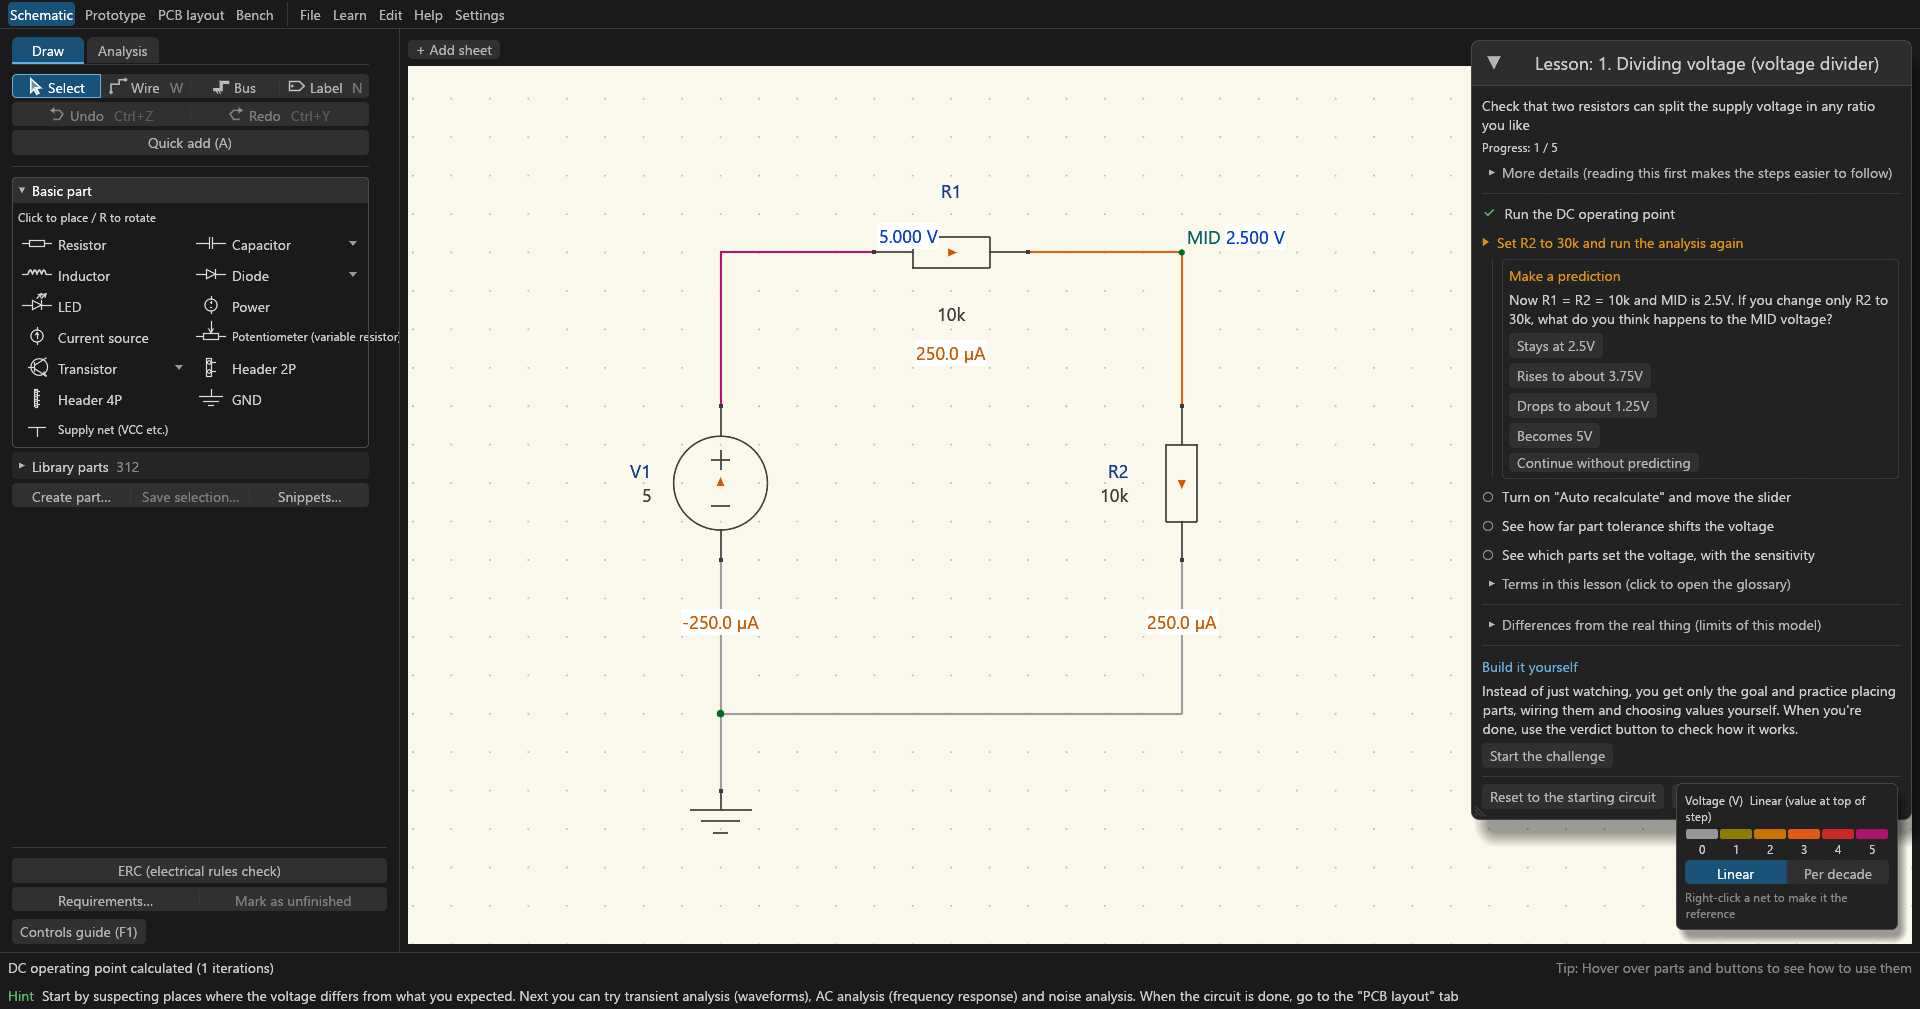 Schematic Prototype PCB layout Bench File Learn Edit Help Settings
Draw Analysis
Select Wire W Bus Label N
Undo Ctrl+Z Redo Ctrl+Y
Quick add (A)
Basic part
Click to place / R to rotate
Resistor Capacitor
Inductor Diode
LED Power
Current source Potentiometer (variable resistor)
Transistor Header 2P
Header 4P GND
Supply net (VCC etc.)
Library parts 312
Create part... Save selection... Snippets...
ERC (electrical rules check)
Requirements... Mark as unfinished
Controls guide (F1)
+ Add sheet
R1
5.000 V
MID 2.500 V
10k
250.0 µA
V1
5
R2
10k
-250.0 µA
250.0 µA
Lesson: 1. Dividing voltage (voltage divider)
Check that two resistors can split the supply voltage in any ratio
you like
Progress: 1 / 5
More details (reading this first makes the steps easier to follow)
Run the DC operating point
Set R2 to 30k and run the analysis again
Make a prediction
Now R1 = R2 = 10k and MID is 2.5V. If you change only R2 to
30k, what do you think happens to the MID voltage?
Stays at 2.5V
Rises to about 3.75V
Drops to about 1.25V
Becomes 5V
Continue without predicting
Turn on "Auto recalculate" and move the slider
See how far part tolerance shifts the voltage
See which parts set the voltage, with the sensitivity
Terms in this lesson (click to open the glossary)
Differences from the real thing (limits of this model)
Build it yourself
Instead of just watching, you get only the goal and practice placing
parts, wiring them and choosing values yourself. When you're
done, use the verdict button to check how it works.
Start the challenge
Reset to the starting circuit
Voltage (V) Linear (value at top of
step)
0 1 2 3 4 5
Linear Per decade
Right-click a net to make it the
reference
DC operating point calculated (1 iterations)
Tip: Hover over parts and buttons to see how to use them
Hint Start by suspecting places where the voltage differs from what you expected. Next you can try transient analysis (waveforms), AC analysis (frequency response) and noise analysis. When the circuit is done, go to the "PCB layout" tab